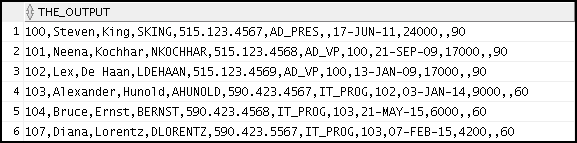 THE_OUTPUT
1 100,Steven,King,SKING,515.123.4567,AD_PRES,,17-JUN-11,24000,,90
2 101,Neena,Kochhar,NKOCHHAR,515.123.4568,AD_VP,100,21-SEP-09,17000,,90
3 102,Lex,De Haan,LDEHAAN,515.123.4569,AD_VP,100,13-JAN-09,17000,,90
4 103,Alexander,Hunold,AHUNOLD,590.423.4567,IT_PROG,102,03-JAN-14,9000,,60
5 104,Bruce,Ernst,BERNST,590.423.4568,IT_PROG,103,21-MAY-15,6000,,60
6 107,Diana,Lorentz,DLORENTZ,590.423.5567,IT_PROG,103,07-FEB-15,4200,,60